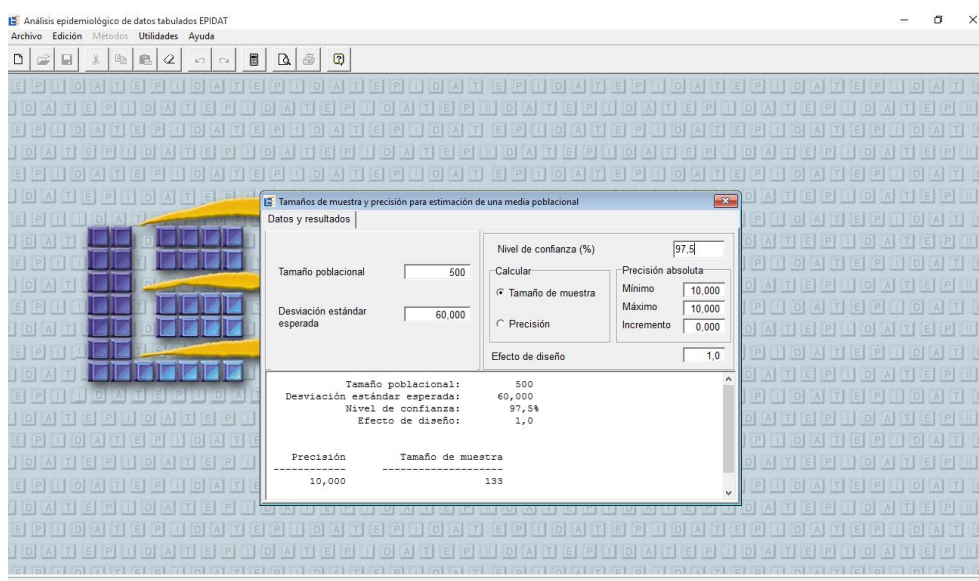 Análisis epidemiológico de datos tabulados EPIDAT
Archivo Edición Métodos Utilidades Ayuda
Tamaños de muestra y precisión para estimación de una media poblacional
Datos y resultados
Nivel de confianza (%) 97,5
Tamaño poblacional 500
Desviación estándar esperada 60,000
Calcular
Tamaño de muestra
Precisión
Precisión absoluta
Mínimo 10,000
Máximo 10,000
Incremento 0,000
Efecto de diseño 1,0
Tamaño poblacional: 500
Desviación estándar esperada: 60,000
Nivel de confianza: 97,5%
Efecto de diseño: 1,0
Precisión Tamaño de muestra
------------ --------------------
10,000 133